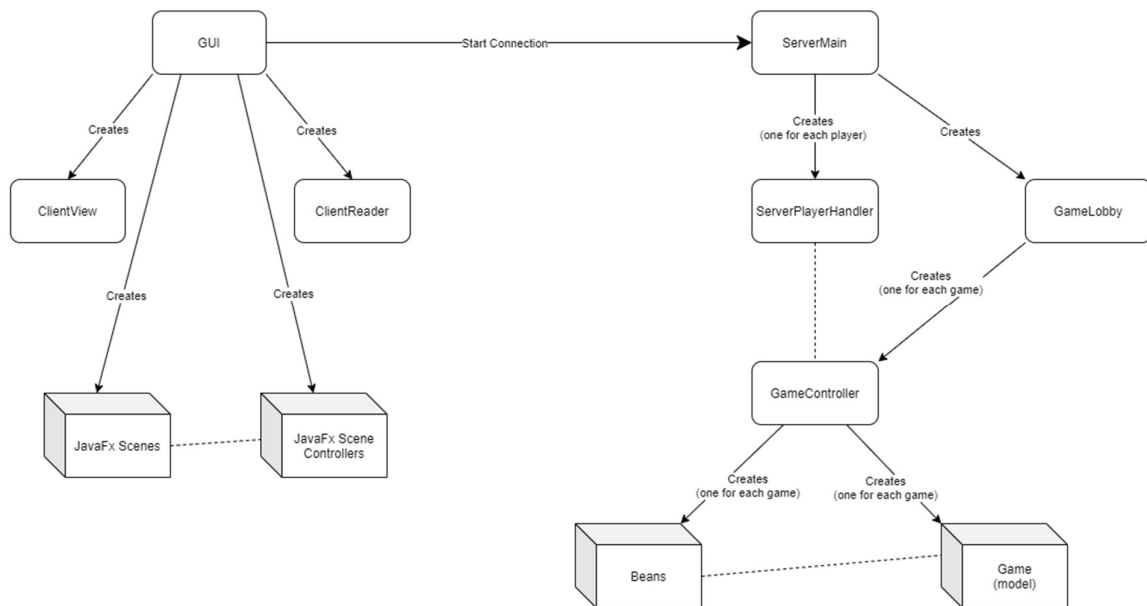 GUI
Start Connection
ServerMain
Creates
Creates
Creates
(one for each player)
Creates
ClientView
ClientReader
ServerPlayerHandler
GameLobby
Creates
Creates
Creates
(one for each game)
GameController
JavaFx Scenes
JavaFx Scene
Controllers
Creates
(one for each game)
Creates
(one for each game)
Beans
Game
(model)